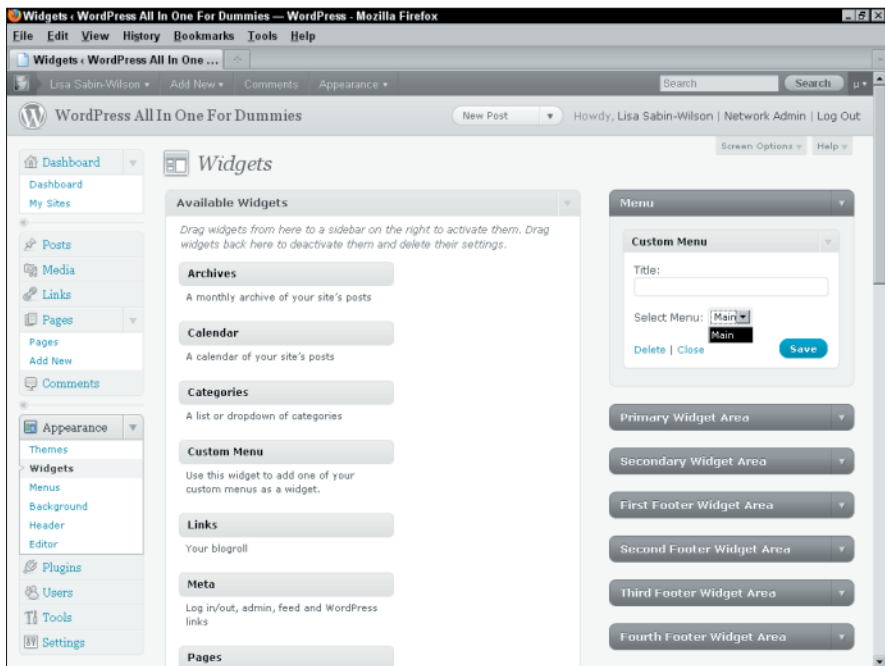 Widgets ‹ WordPress All In One For Dummies — WordPress - Mozilla Firefox
File Edit View History Bookmarks Tools Help
Widgets ‹ WordPress All In One ...
Lisa Sabin-Wilson Add New Comments Appearance Search Search
WordPress All In One For Dummies New Post Howdy, Lisa Sabin-Wilson | Network Admin | Log Out
Screen Options Help
Dashboard
Dashboard
My Sites
Posts
Media
Links
Pages
Pages
Add New
Comments
Appearance
Themes
Widgets
Menus
Background
Header
Editor
Plugins
Users
Tools
Settings
Widgets
Available Widgets
Drag widgets from here to a sidebar on the right to activate them. Drag
widgets back here to deactivate them and delete their settings.
Archives
A monthly archive of your site's posts
Calendar
A calendar of your site's posts
Categories
A list or dropdown of categories
Custom Menu
Use this widget to add one of your
custom menus as a widget.
Links
Your blogroll
Meta
Log in/out, admin, feed and WordPress
links
Pages
Menu
Custom Menu
Title:
Select Menu: Main
Main
Delete | Close Save
Primary Widget Area
Secondary Widget Area
First Footer Widget Area
Second Footer Widget Area
Third Footer Widget Area
Fourth Footer Widget Area